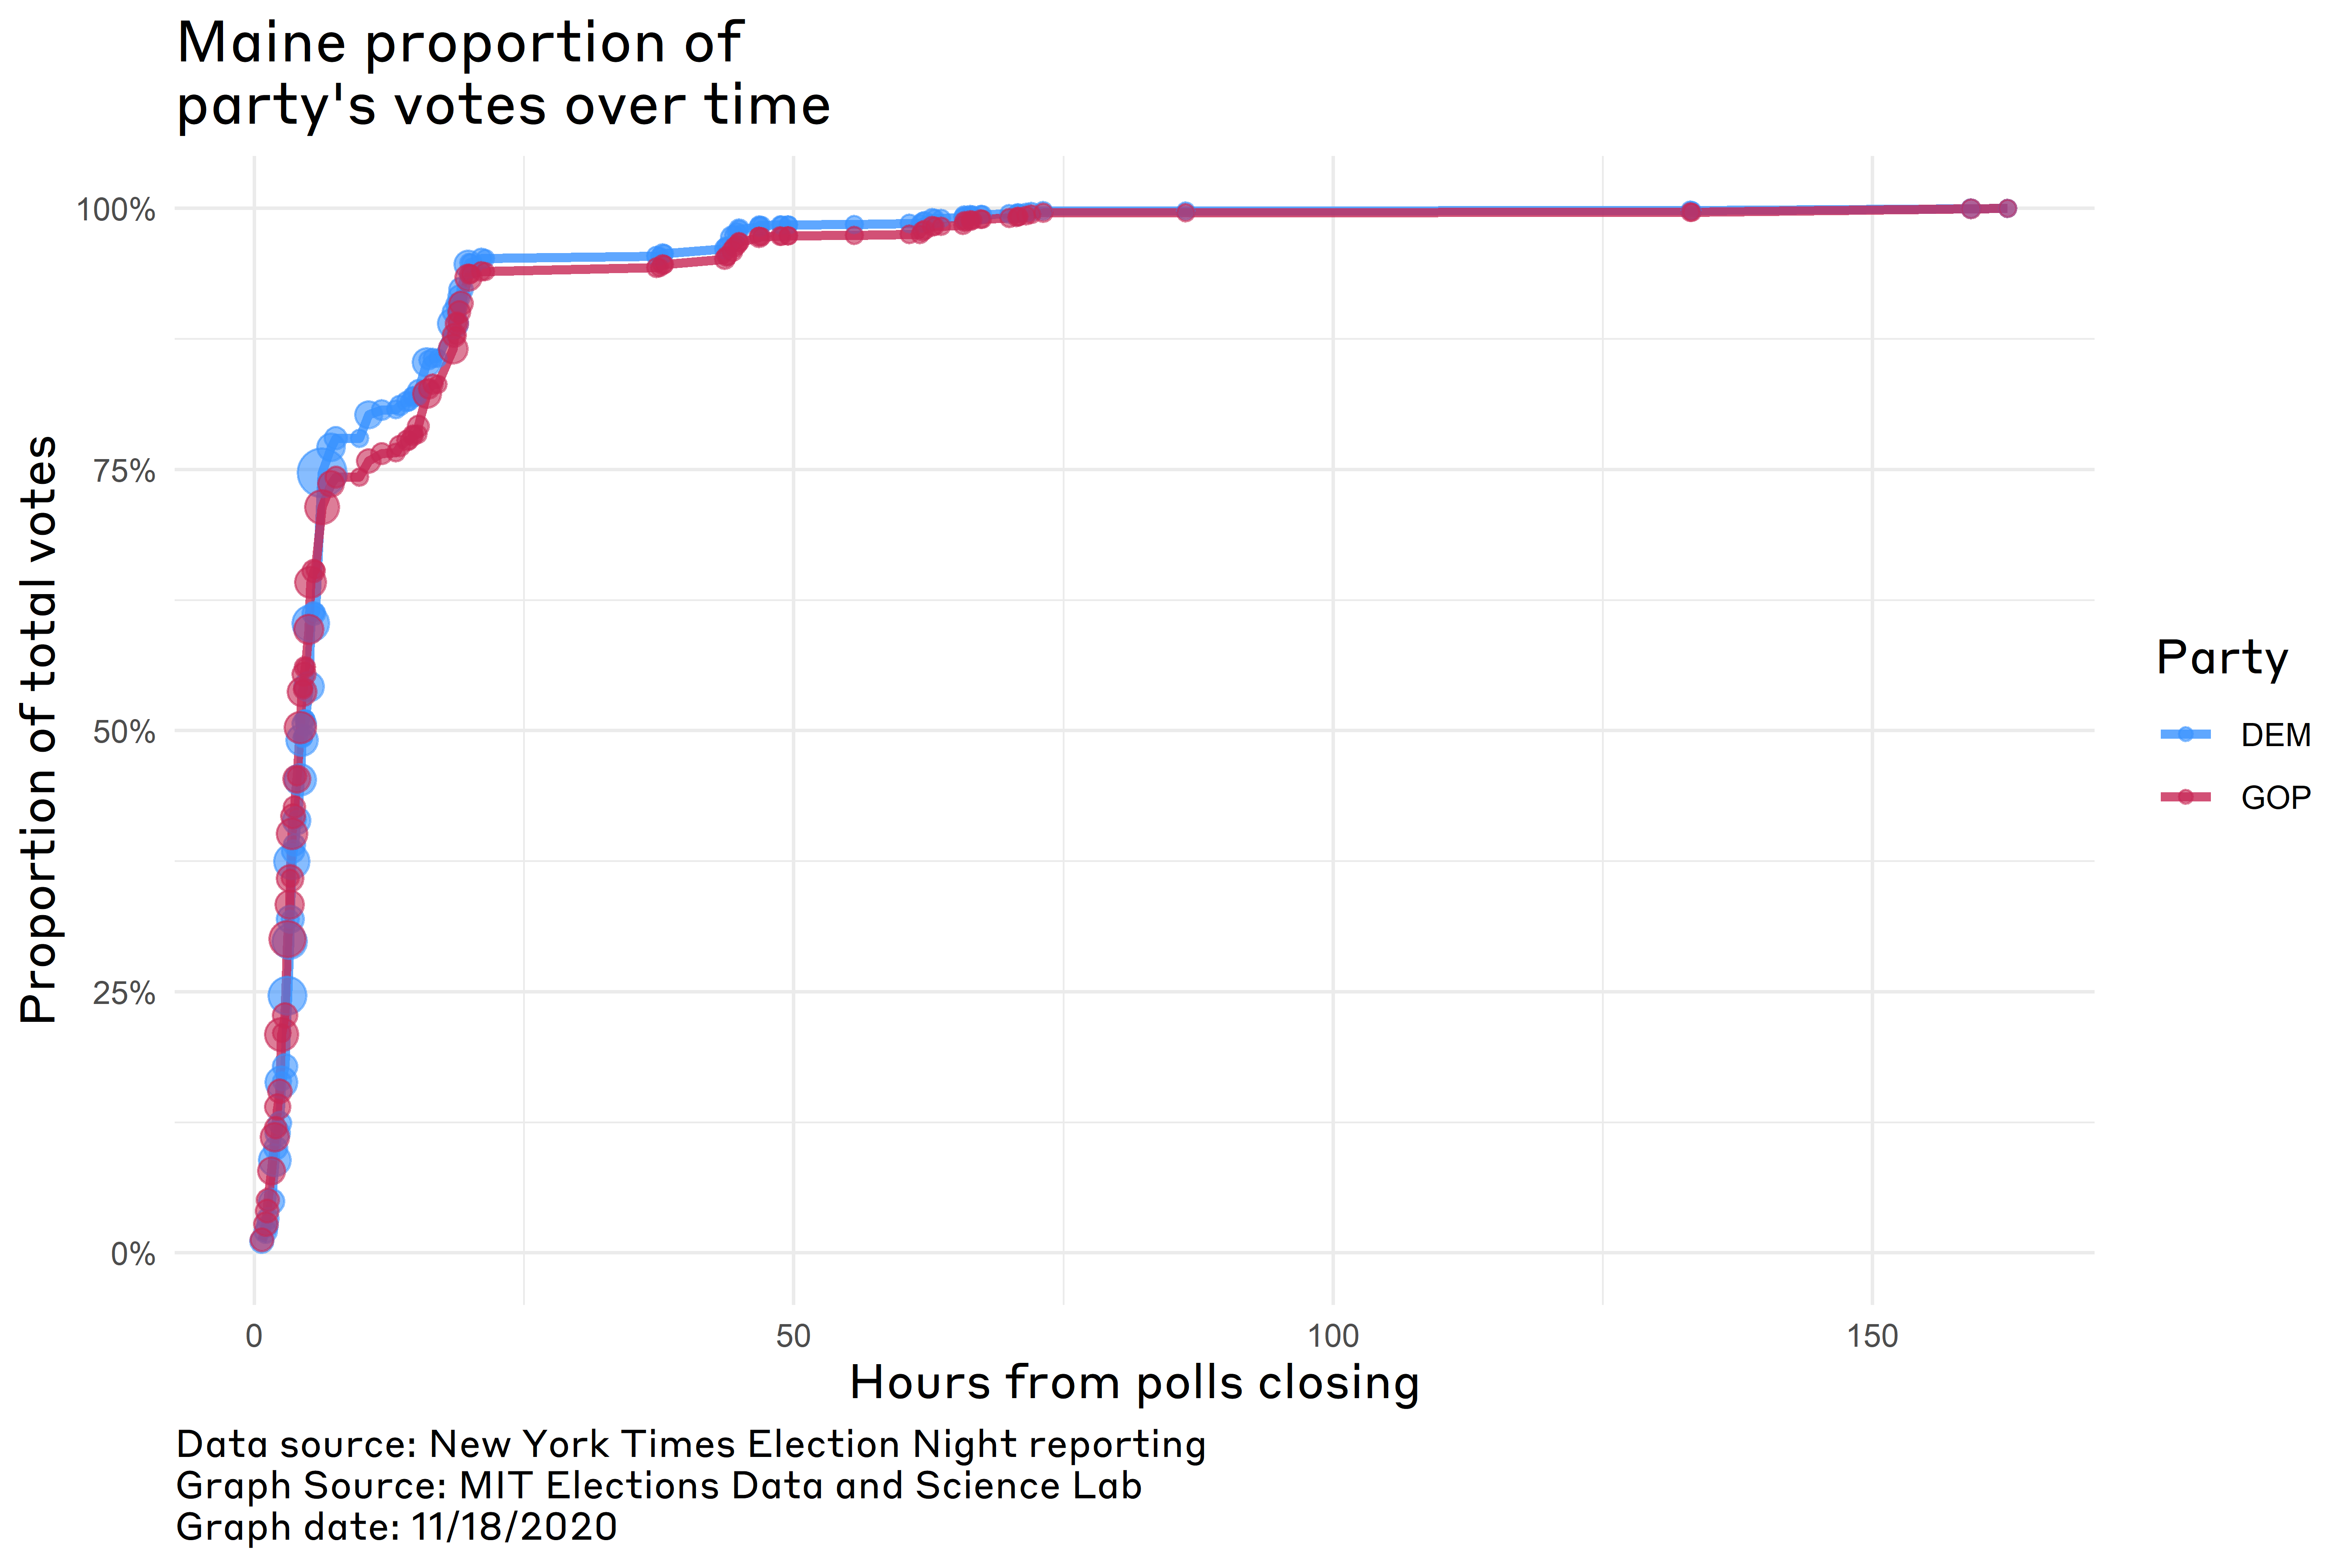 Maine proportion of
party's votes over time
100%
75%
50%
25%
0%
Proportion of total votes
0 50 100 150
Hours from polls closing
Party
DEM
GOP
Data source: New York Times Election Night reporting
Graph Source: MIT Elections Data and Science Lab
Graph date: 11/18/2020